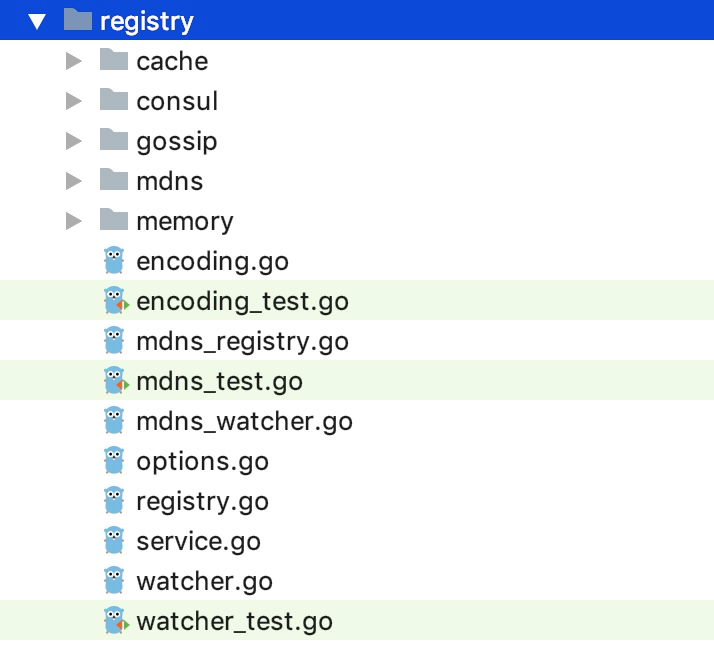 registry
cache
consul
gossip
mdns
memory
encoding.go
encoding_test.go
mdns_registry.go
mdns_test.go
mdns_watcher.go
options.go
registry.go
service.go
watcher.go
watcher_test.go